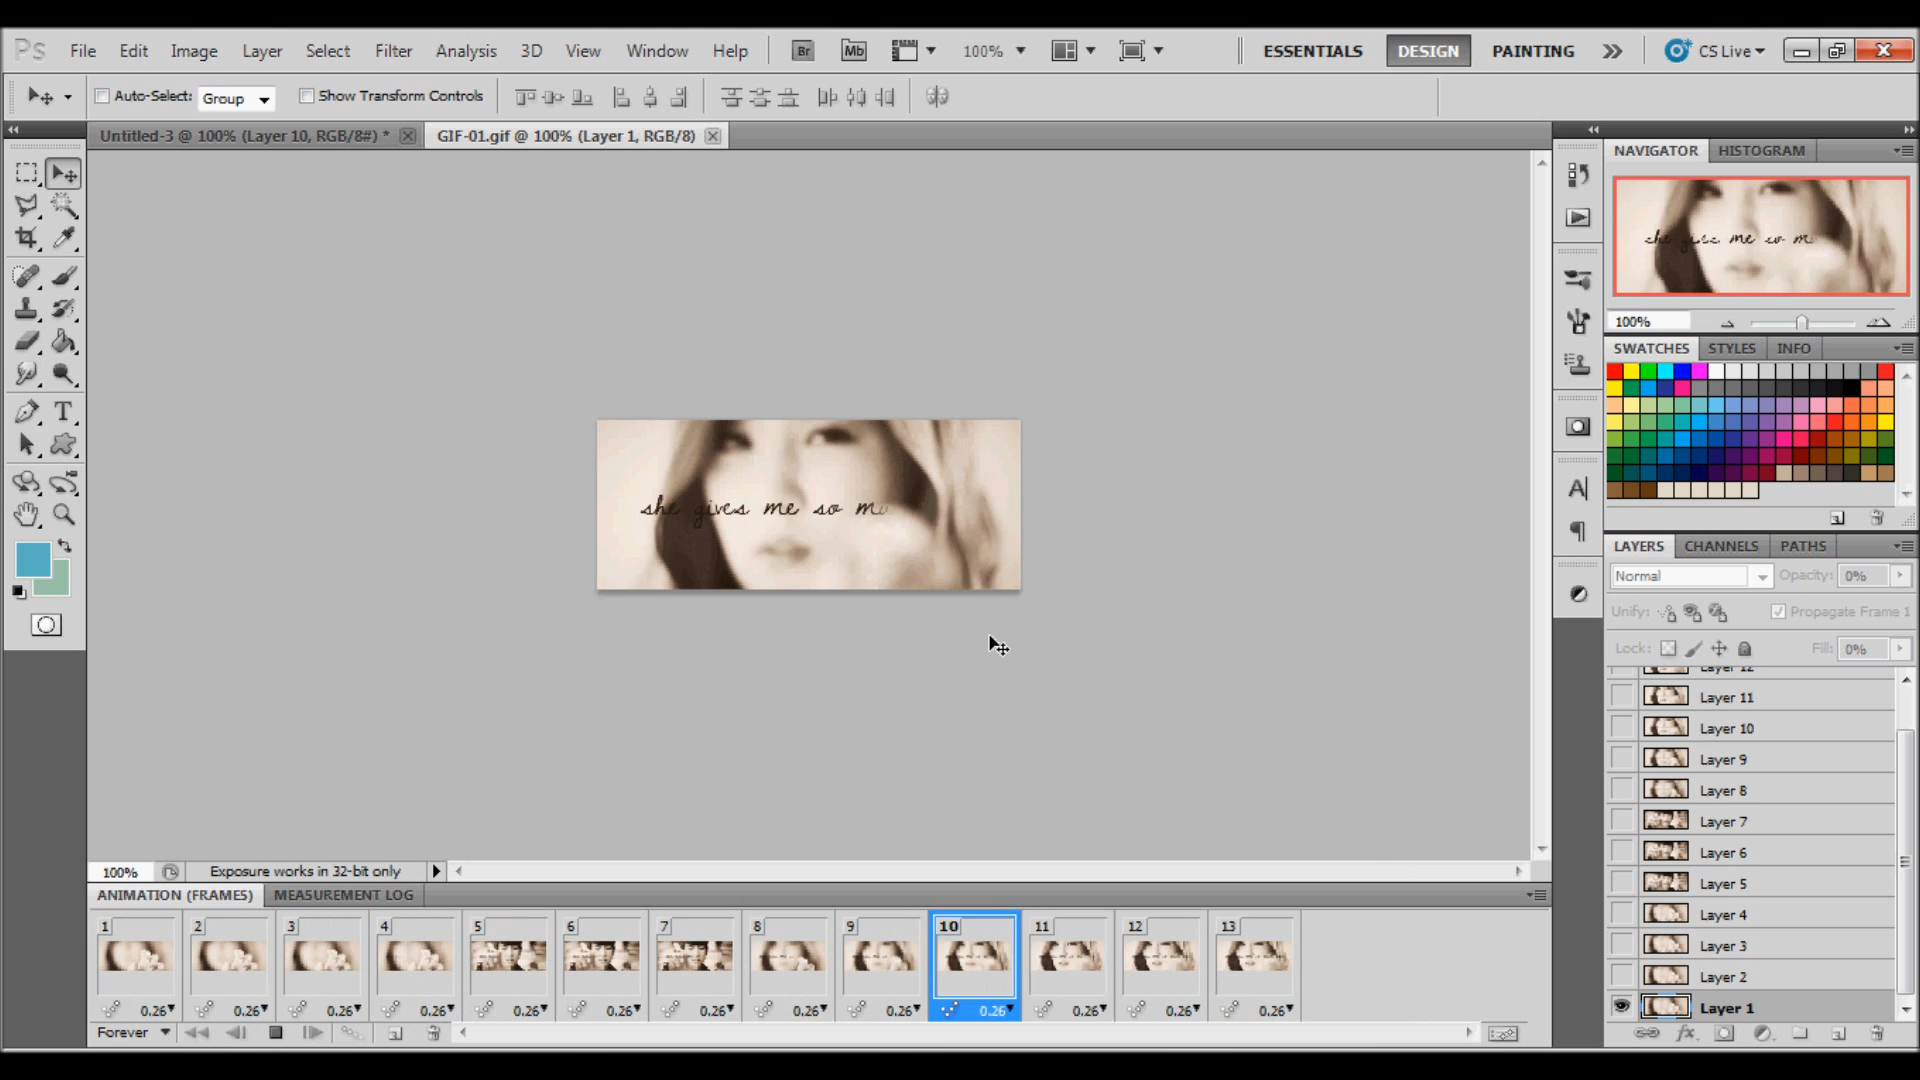 Ps File Edit Image Layer Select Filter Analysis 3D View Window Help Br Mb 100% ESSENTIALS DESIGN PAINTING CS Live
Auto-Select: Group Show Transform Controls
Untitled-3 @ 100% (Layer 10, RGB/8#) * GIF-01.gif @ 100% (Layer 1, RGB/8)
NAVIGATOR HISTOGRAM
100%
SWATCHES STYLES INFO
she gives me so
LAYERS CHANNELS PATHS
Normal Opacity: 0%
Unify: Propagate Frame 1
Lock: Fill: 0%
Layer 12
Layer 11
Layer 10
Layer 9
Layer 8
Layer 7
Layer 6
Layer 5
Layer 4
Layer 3
Layer 2
Layer 1
100% Exposure works in 32-bit only
ANIMATION (FRAMES) MEASUREMENT LOG
1 2 3 4 5 6 7 8 9 10 11 12 13
0.26 0.26 0.26 0.26 0.26 0.26 0.26 0.26 0.26 0.26 0.26 0.26 0.26
Forever